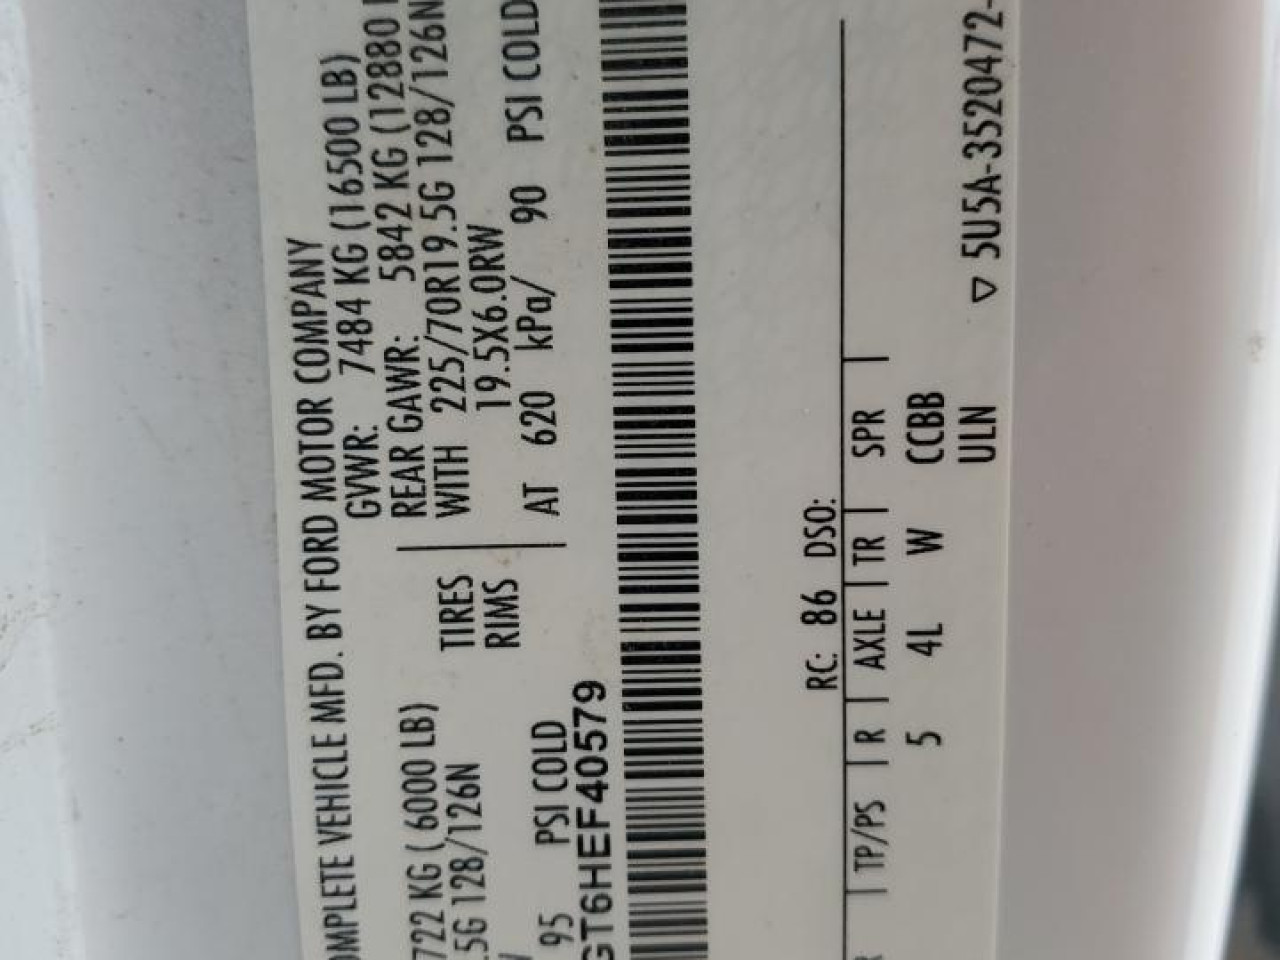 OMPLETE VEHICLE MFD. BY FORD MOTOR COMPANY
GVWR: 7484 KG (16500 LB)
722 KG ( 6000 LB) REAR GAWR: 5842 KG (12880
.5G 128/126N TIRES WITH 225/70R19.5G 128/126N
RIMS 19.5X6.0RW
95 PSI COLD AT 620 kPa/ 90 PSI COLD
GT6HEF40579
RC: 86 DSO:
R TP/PS R AXLE TR SPR
5 4L W CCBB
ULN ▽ 5U5A-3520472-